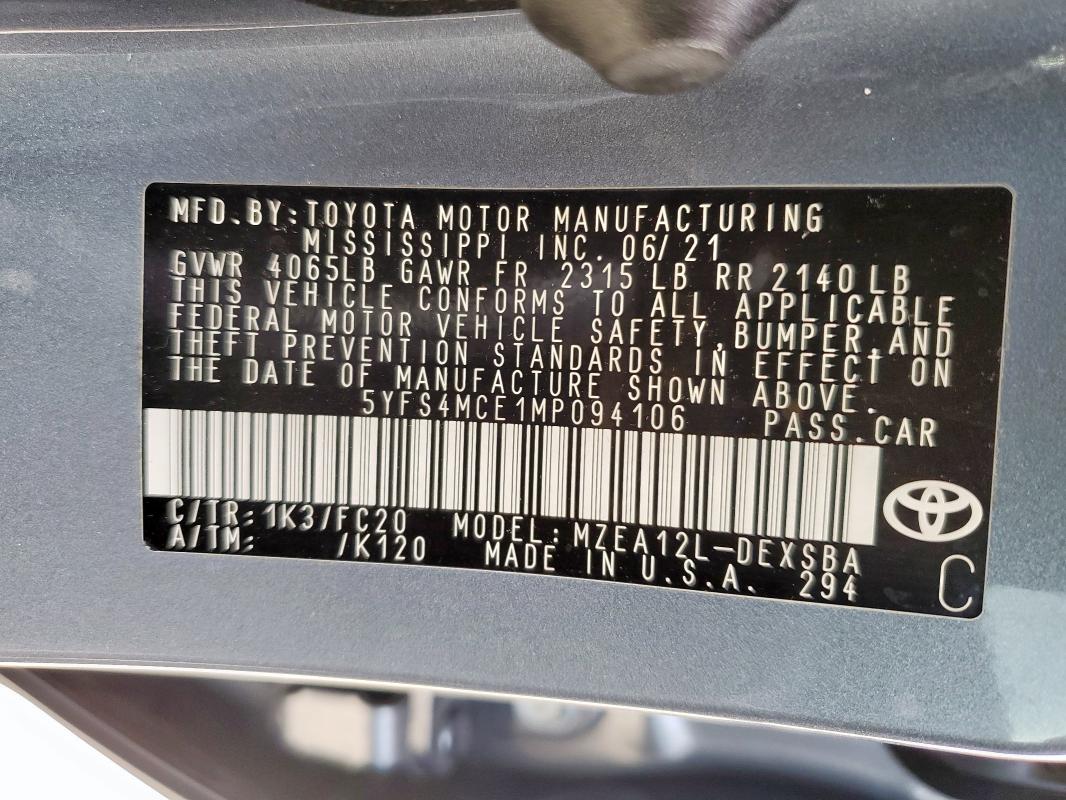 MFD.BY:TOYOTA MOTOR MANUFACTURING
MISSISSIPPI INC. 06/21
GVWR 4065LB GAWR FR 2315 LB RR 2140 LB
THIS VEHICLE CONFORMS TO ALL APPLICABLE
FEDERAL MOTOR VEHICLE SAFETY,BUMPER,AND
THEFT PREVENTION STANDARDS IN EFFECT ON
THE DATE OF MANUFACTURE SHOWN ABOVE.
5YFS4MCE1MP094106 PASS.CAR
C/TR:1K3/FC20 MODEL:MZEA12L-DEXSBA
A/TM: /K120 MADE IN U.S.A. 294
C